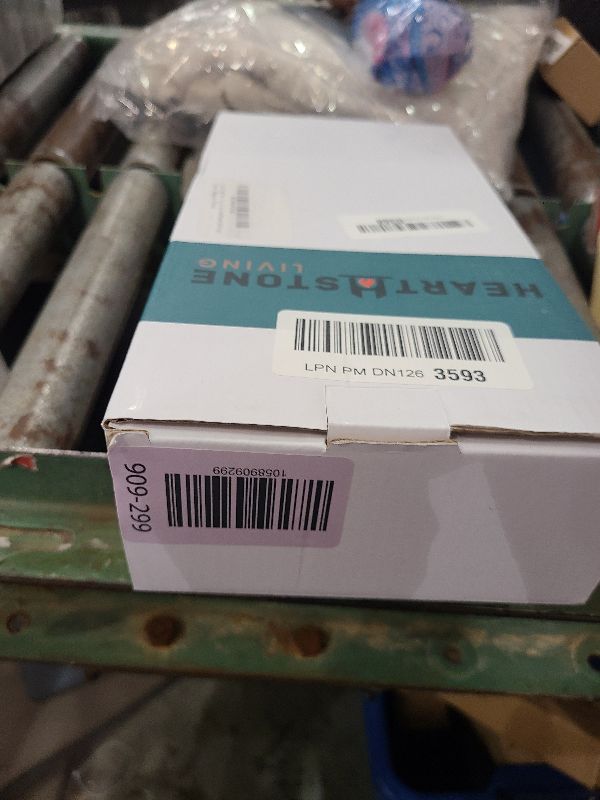 HEARTHSTONE
LIVING
LPN PM DN126 3593
1058909299
909-299